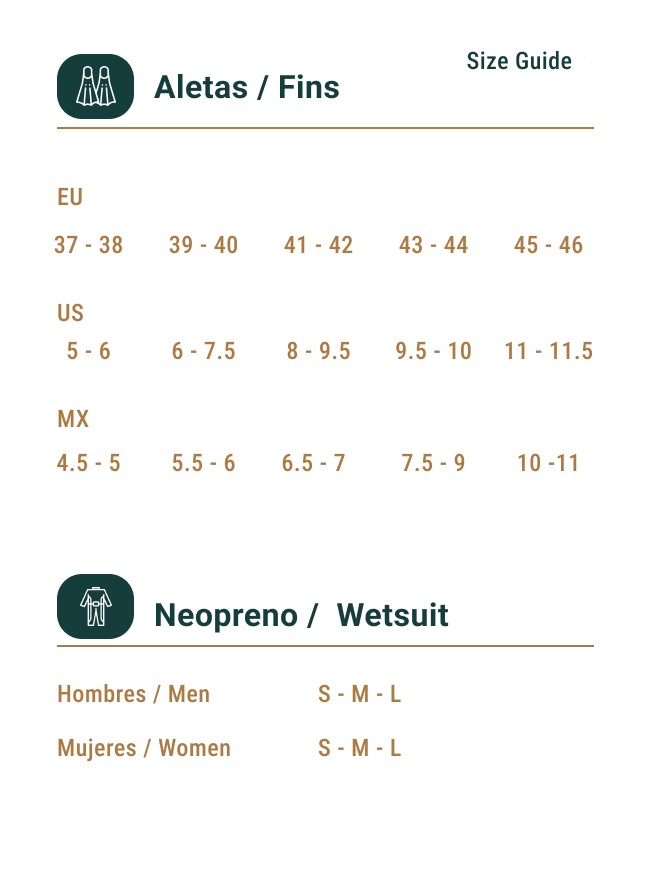 Size Guide
Aletas / Fins
EU
37 - 38 39 - 40 41 - 42 43 - 44 45 - 46
US
5 - 6 6 - 7.5 8 - 9.5 9.5 - 10 11 - 11.5
MX
4.5 - 5 5.5 - 6 6.5 - 7 7.5 - 9 10 -11
Neopreno / Wetsuit
Hombres / Men S - M - L
Mujeres / Women S - M - L